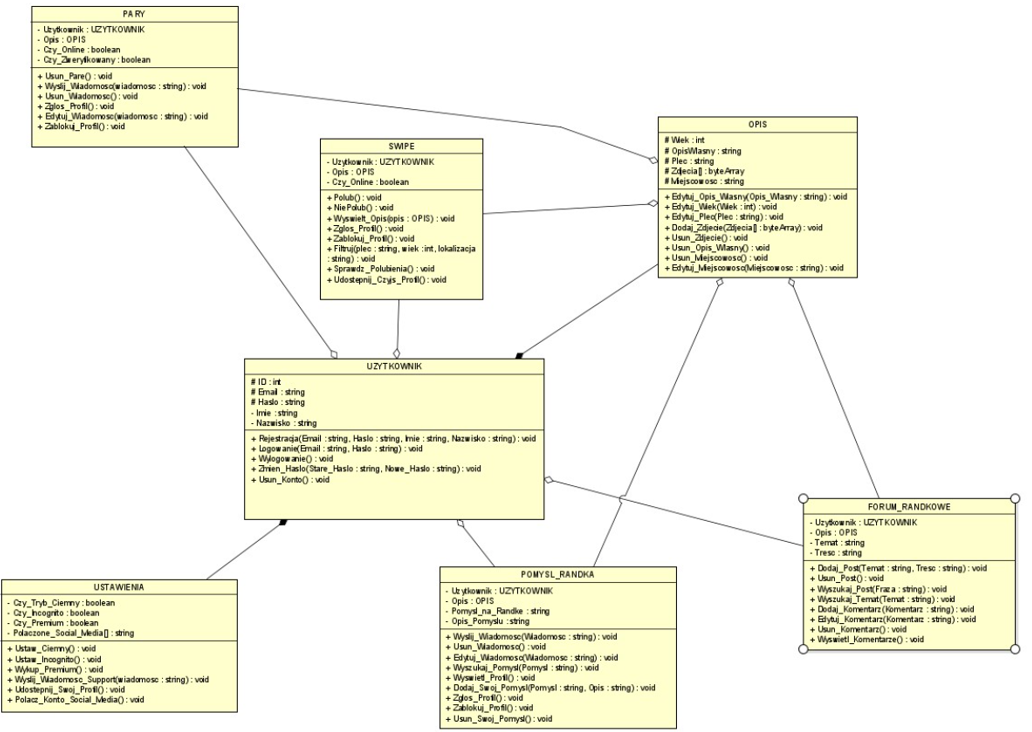 PARY
- Uzytkownik : UZYTKOWNIK
- Opis : OPIS
- Czy_Online : boolean
- Czy_Zweryfikowany : boolean
+ Usun_Pare() : void
+ Wyslij_Wiadomosc(wiadomosc : string) : void
+ Usun_Wiadomosc() : void
+ Zglos_Profil() : void
+ Edytuj_Wiadomosc(wiadomosc : string) : void
+ Zablokuj_Profil() : void
SWIPE
- Uzytkownik : UZYTKOWNIK
- Opis : OPIS
- Czy_Online : boolean
+ Polub() : void
+ NiePolub() : void
+ Wyswietl_Opis(opis : OPIS) : void
+ Zglos_Profil() : void
+ Zablokuj_Profil() : void
+ Filtruj(plec : string, wiek : int, lokalizacja
: string) : void
+ Sprawdz_Polubienia() : void
+ Udostepnij_Czyjs_Profil() : void
OPIS
# Wiek : int
# OpisWlasny : string
# Plec : string
# Zdjecia[] : byteArray
# Miejscowosc : string
+ Edytuj_Opis_Wlasny(Opis_Wlasny : string) : void
+ Edytuj_Wiek(Wiek : int) : void
+ Edytuj_Plec(Plec : string) : void
+ Dodaj_Zdjecie(Zdjecia[] : byteArray) : void
+ Usun_Zdjecie() : void
+ Usun_Opis_Wlasny() : void
+ Usun_Miejscowosc() : void
+ Edytuj_Miejscowosc(Miejscowosc : string) : void
UZYTKOWNIK
# ID : int
# Email : string
# Haslo : string
- Imie : string
- Nazwisko : string
+ Rejestracja(Email : string, Haslo : string, Imie : string, Nazwisko : string) : void
+ Logowanie(Email : string, Haslo : string) : void
+ Wylogowanie() : void
+ Zmien_Haslo(Stare_Haslo : string, Nowe_Haslo : string) : void
+ Usun_Konto() : void
FORUM_RANDKOWE
- Uzytkownik : UZYTKOWNIK
- Opis : OPIS
- Temat : string
- Tresc : string
+ Dodaj_Post(Temat : string, Tresc : string) : void
+ Usun_Post() : void
+ Wyszukaj_Post(Fraza : string) : void
+ Wyszukaj_Temat(Temat : string) : void
+ Dodaj_Komentarz(Komentarz : string) : void
+ Edytuj_Komentarz(Komentarz : string) : void
+ Usun_Komentarz() : void
+ Wyswietl_Komentarze() : void
USTAWIENIA
- Czy_Tryb_Ciemny : boolean
- Czy_Incognito : boolean
- Czy_Premium : boolean
- Polaczone_Social_Media[] : string
+ Ustaw_Ciemny() : void
+ Ustaw_Incognito() : void
+ Wykup_Premium() : void
+ Wyslij_Wiadomosc_Support(wiadomosc : string) : void
+ Udostepnij_Swoj_Profil() : void
+ Polacz_Konto_Social_Media() : void
POMYSL_RANDKA
- Uzytkownik : UZYTKOWNIK
- Opis : OPIS
- Pomysl_na_Randke : string
- Opis_Pomyslu : string
+ Wyslij_Wiadomosc(Wiadomosc : string) : void
+ Usun_Wiadomosc() : void
+ Edytuj_Wiadomosc(Wiadomosc : string) : void
+ Wyszukaj_Pomysl(Pomysl : string) : void
+ Wyswietl_Profil() : void
+ Dodaj_Swoj_Pomysl(Pomysl : string, Opis : string) : void
+ Zglos_Profil() : void
+ Zablokuj_Profil() : void
+ Usun_Swoj_Pomysl() : void